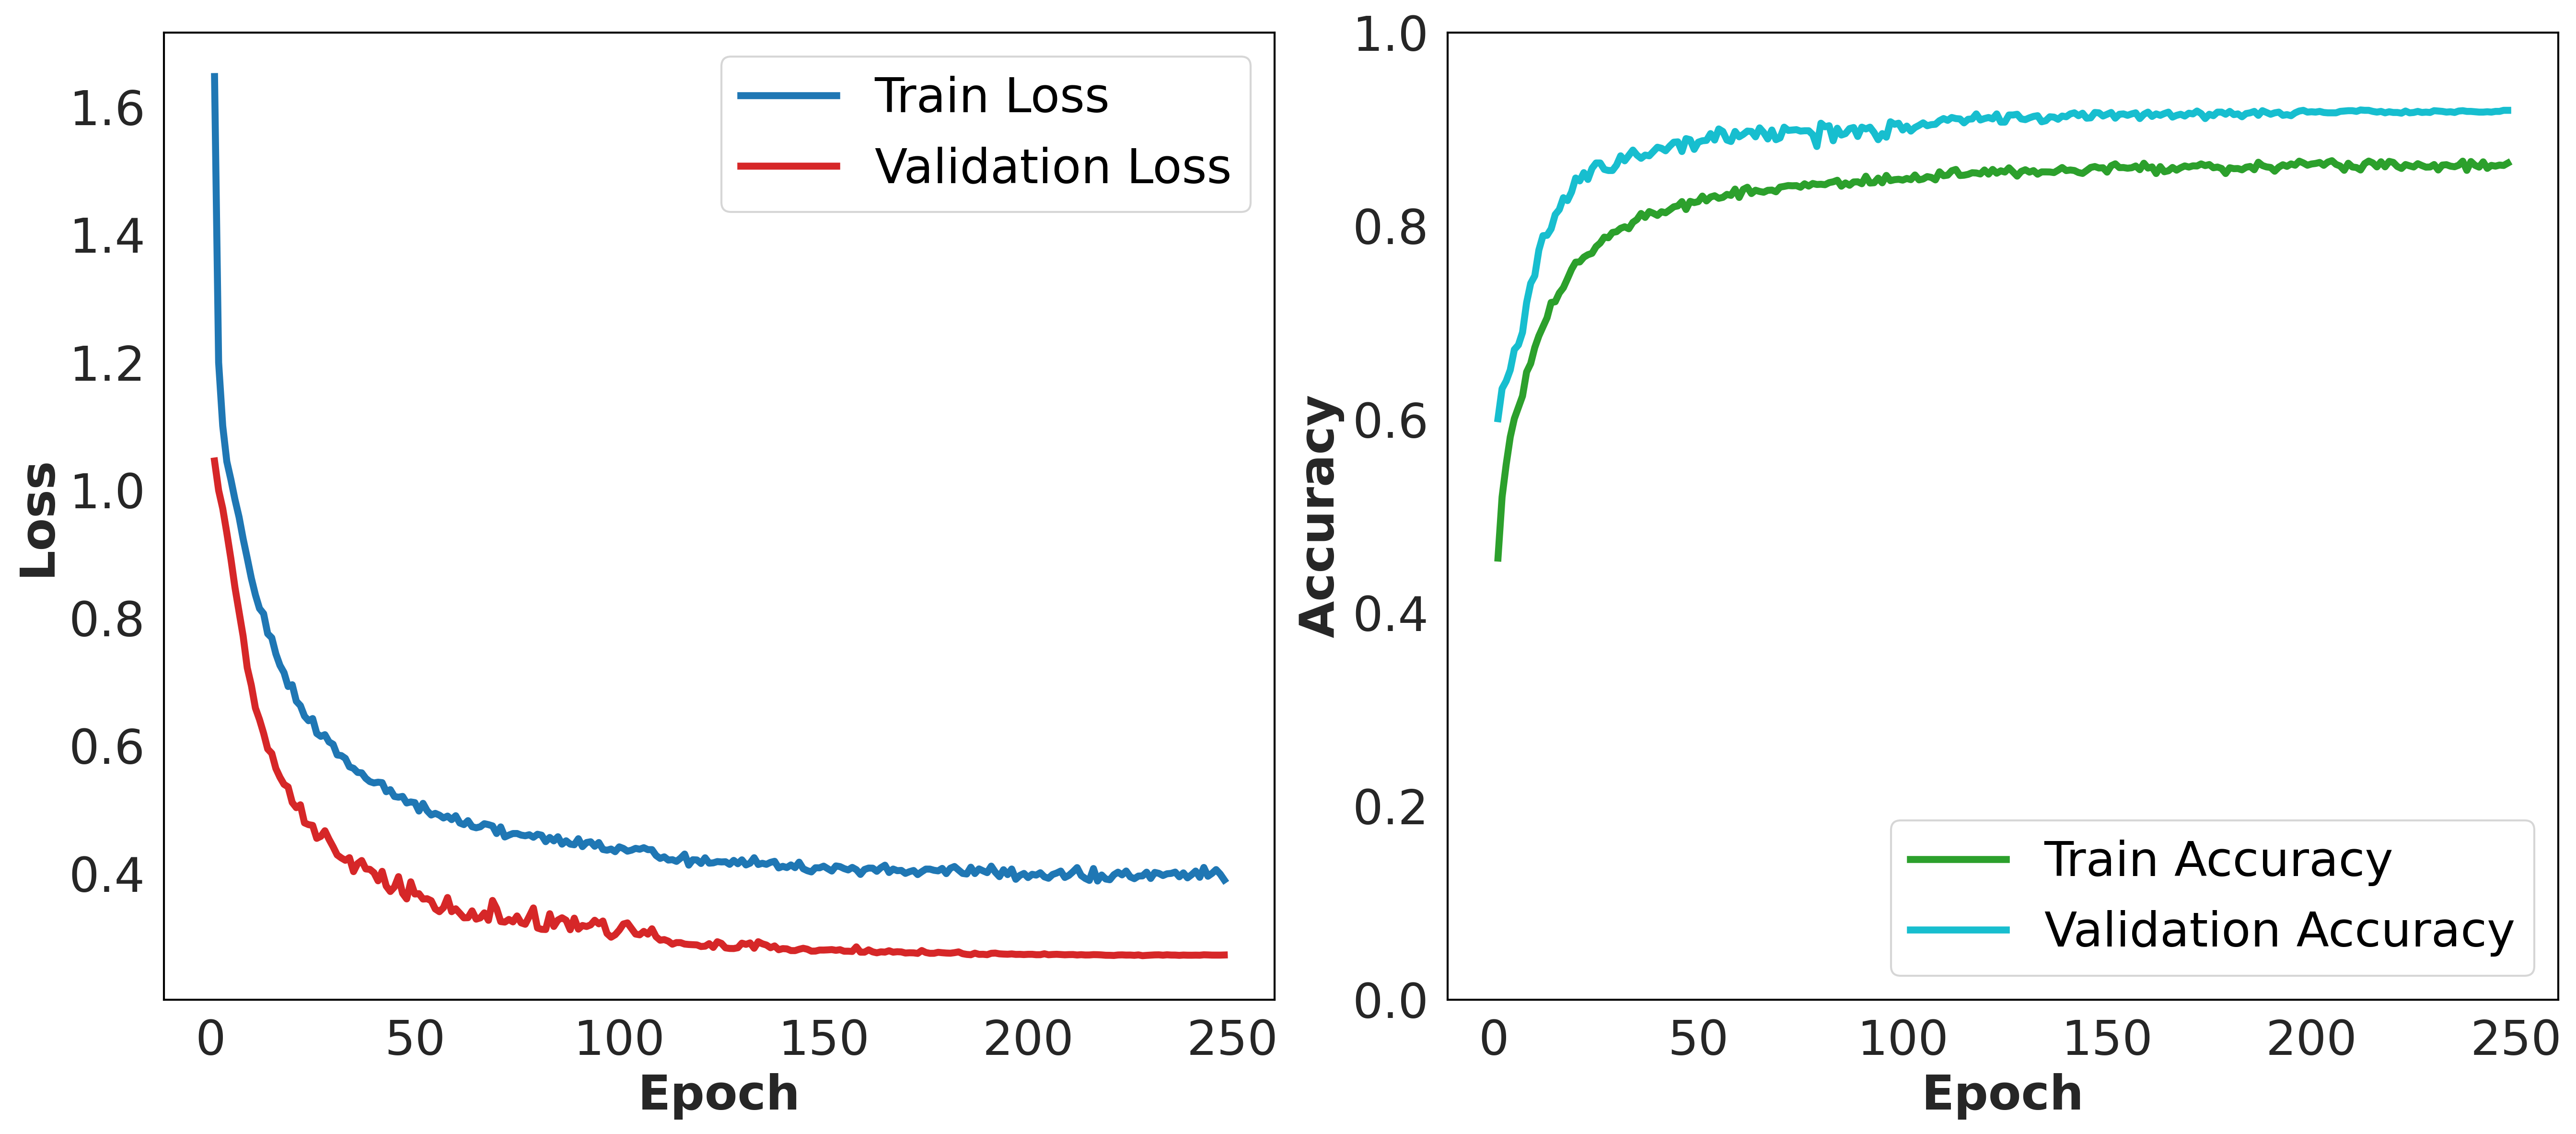 Train Loss
Validation Loss
1.6
1.4
1.2
1.0
0.8
0.6
0.4
Loss
0 50 100 150 200 250
Epoch
1.0
0.8
0.6
0.4
0.2
0.0
Accuracy
Train Accuracy
Validation Accuracy
0 50 100 150 200 250
Epoch